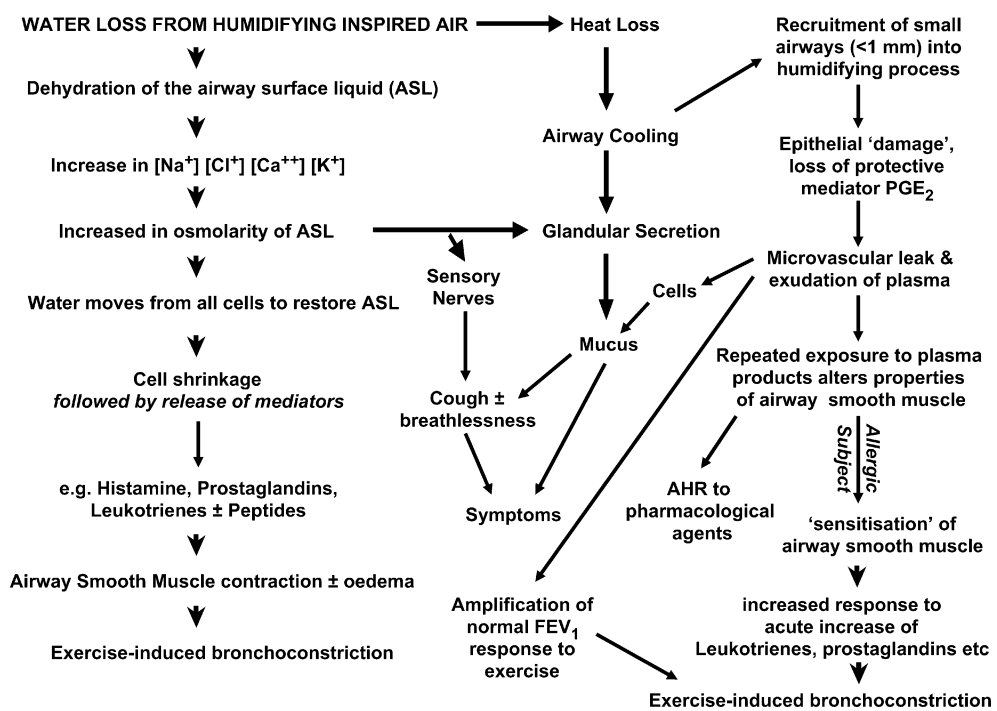 WATER LOSS FROM HUMIDIFYING INSPIRED AIR
Dehydration of the airway surface liquid (ASL)
Increase in [Na⁺] [Cl⁺] [Ca⁺⁺] [K⁺]
Increased in osmolarity of ASL
Water moves from all cells to restore ASL
Cell shrinkage
followed by release of mediators
e.g. Histamine, Prostaglandins,
Leukotrienes ± Peptides
Airway Smooth Muscle contraction ± oedema
Exercise-induced bronchoconstriction
Heat Loss
Airway Cooling
Glandular Secretion
Sensory
Nerves
Cells
Mucus
Cough ±
breathlessness
Symptoms
Amplification of
normal FEV₁
response to
exercise
Recruitment of small
airways (<1 mm) into
humidifying process
Epithelial ‘damage’,
loss of protective
mediator PGE₂
Microvascular leak &
exudation of plasma
Repeated exposure to plasma
products alters properties
of airway smooth muscle
AHR to
pharmacological
agents
Allergic
Subject
‘sensitisation’ of
airway smooth muscle
increased response to
acute increase of
Leukotrienes, prostaglandins etc
Exercise-induced bronchoconstriction